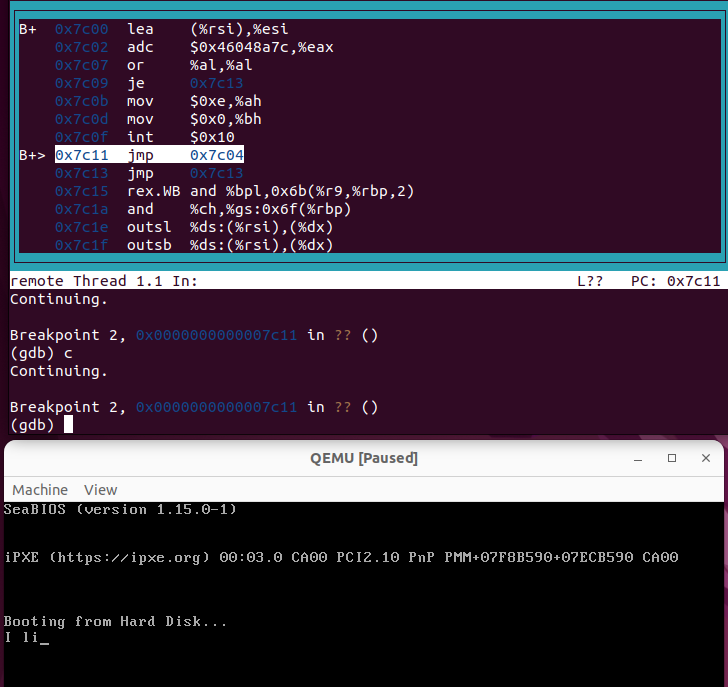 B+  0x7c00  lea    (%rsi),%esi
    0x7c02  adc    $0x46048a7c,%eax
    0x7c07  or     %al,%al
    0x7c09  je     0x7c13
    0x7c0b  mov    $0xe,%ah
    0x7c0d  mov    $0x0,%bh
    0x7c0f  int    $0x10
B+> 0x7c11  jmp    0x7c04
    0x7c13  jmp    0x7c13
    0x7c15  rex.WB and %bpl,0x6b(%r9,%rbp,2)
    0x7c1a  and    %ch,%gs:0x6f(%rbp)
    0x7c1e  outsl  %ds:(%rsi),(%dx)
    0x7c1f  outsb  %ds:(%rsi),(%dx)
remote Thread 1.1 In: L?? PC: 0x7c11
Continuing.
Breakpoint 2, 0x0000000000007c11 in ?? ()
(gdb) c
Continuing.
Breakpoint 2, 0x0000000000007c11 in ?? ()
(gdb)
QEMU [Paused]
Machine View
SeaBIOS (version 1.15.0-1)
iPXE (https://ipxe.org) 00:03.0 CA00 PCI2.10 PnP PMM+07F8B590+07ECB590 CA00
Booting from Hard Disk...
I li_